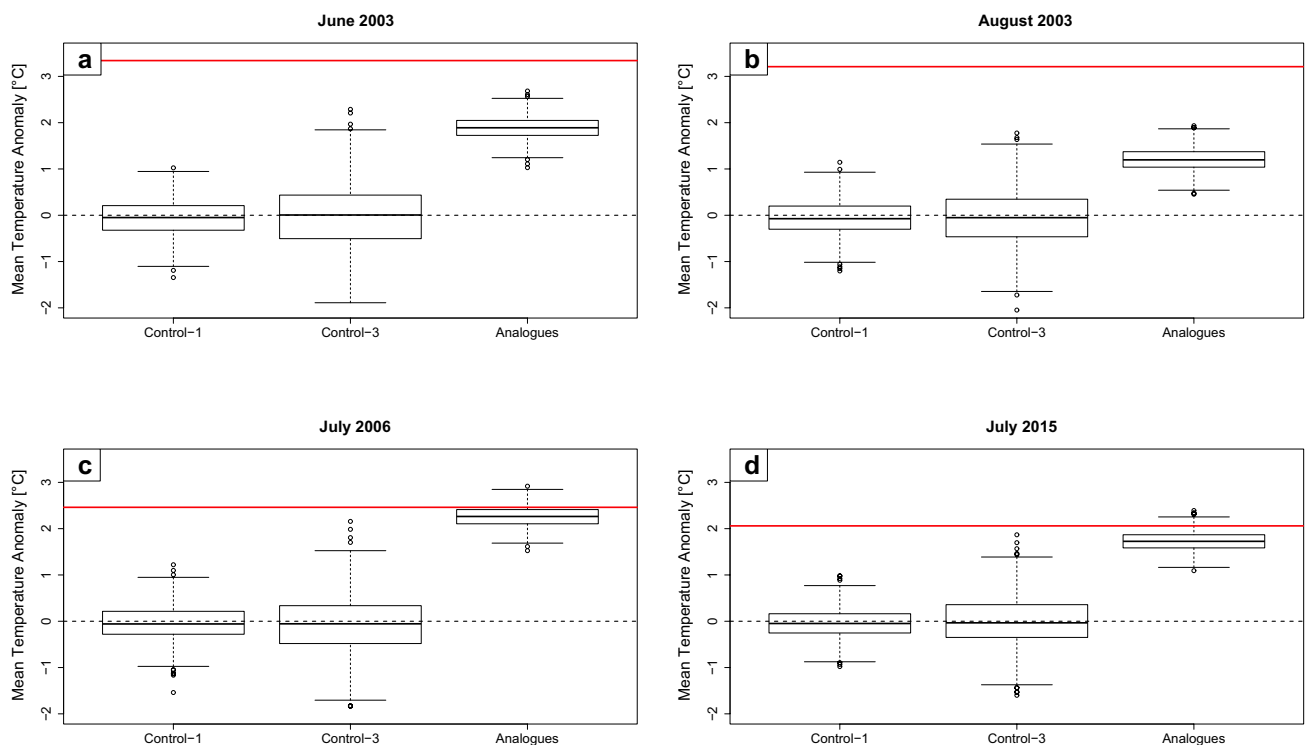 June 2003
a
Mean Temperature Anomaly [°C]
3
2
1
0
−1
−2
Control−1 Control−3 Analogues
August 2003
b
Mean Temperature Anomaly [°C]
3
2
1
0
−1
−2
Control−1 Control−3 Analogues
July 2006
c
Mean Temperature Anomaly [°C]
3
2
1
0
−1
−2
Control−1 Control−3 Analogues
July 2015
d
Mean Temperature Anomaly [°C]
3
2
1
0
−1
−2
Control−1 Control−3 Analogues